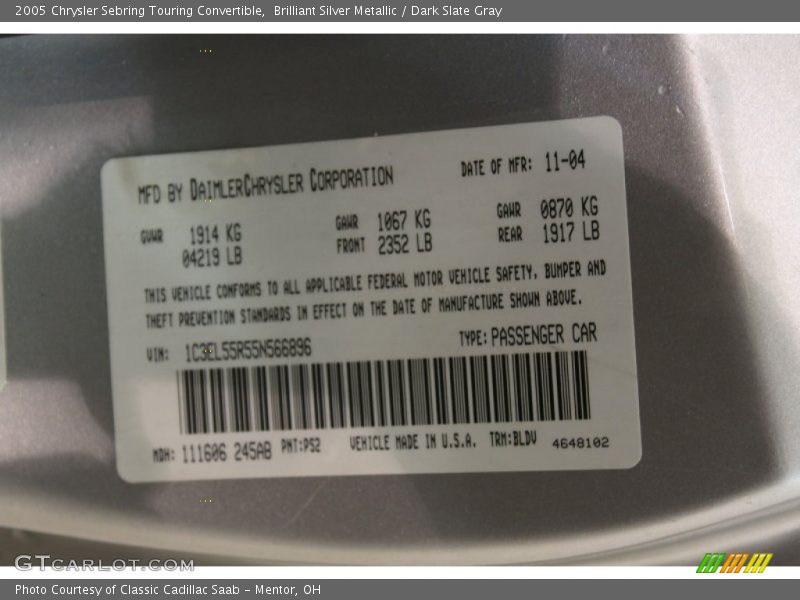 2005 Chrysler Sebring Touring Convertible, Brilliant Silver Metallic / Dark Slate Gray
MFD BY DAIMLERCHRYSLER CORPORATION DATE OF MFR: 11-04
GVWR 1914 KG GAWR 1067 KG GAWR 0870 KG
04219 LB FRONT 2352 LB REAR 1917 LB
THIS VEHICLE CONFORMS TO ALL APPLICABLE FEDERAL MOTOR VEHICLE SAFETY, BUMPER AND
THEFT PREVENTION STANDARDS IN EFFECT ON THE DATE OF MANUFACTURE SHOWN ABOVE.
VIN: 1C3EL55R55N566896 TYPE: PASSENGER CAR
MDH: 111606 245AB PNT:PS2 VEHICLE MADE IN U.S.A. TRM:BLDV 4648102
GTCARLOT.COM
Photo Courtesy of Classic Cadillac Saab - Mentor, OH